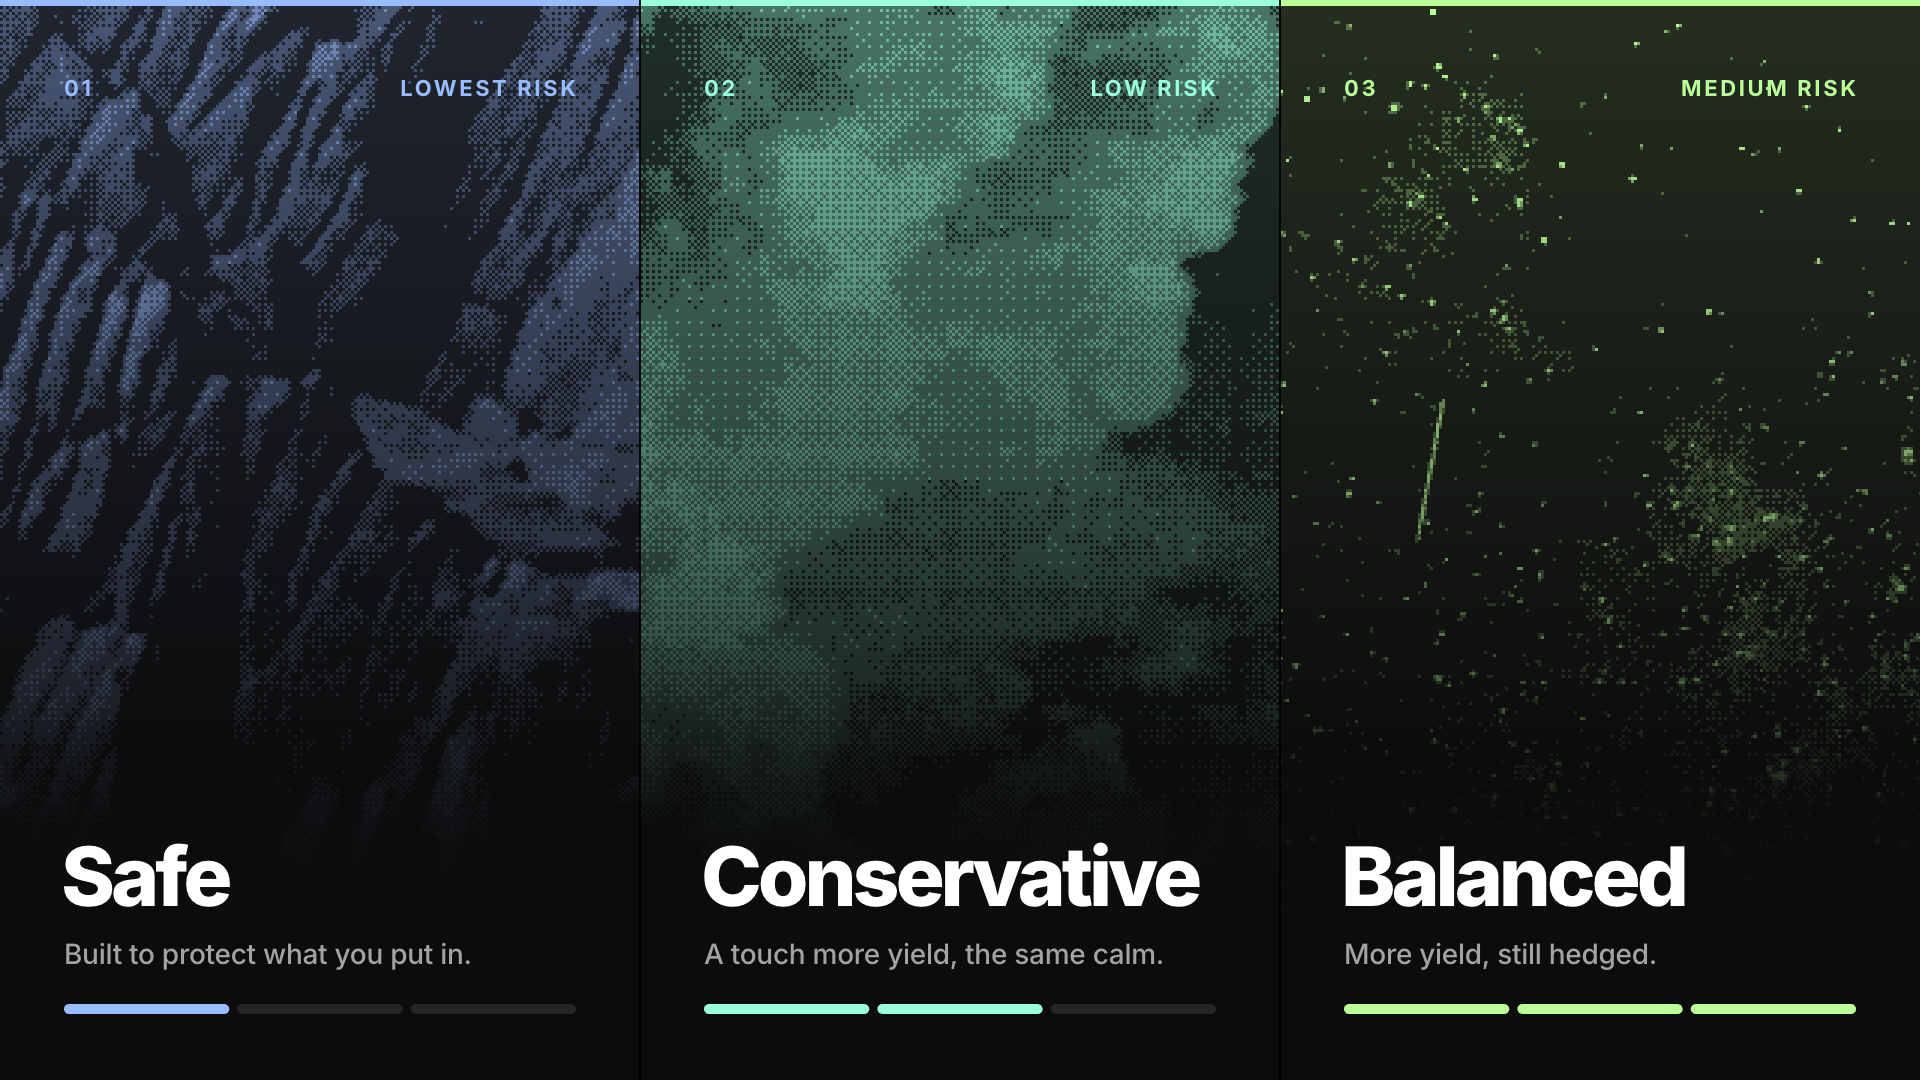 01
LOWEST RISK
Safe
Built to protect what you put in.
02
LOW RISK
Conservative
A touch more yield, the same calm.
03
MEDIUM RISK
Balanced
More yield, still hedged.